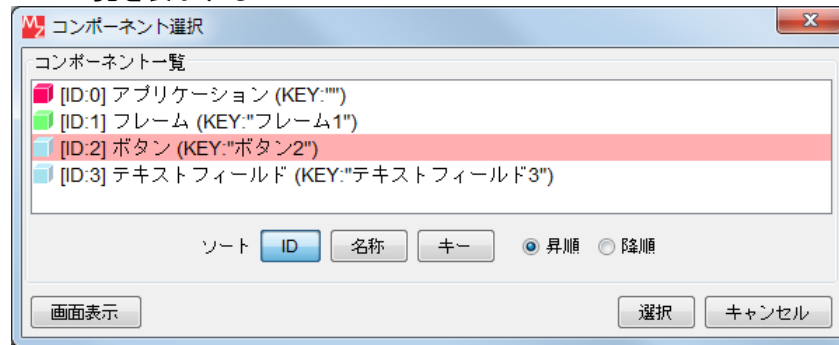 コンポーネント選択
コンポーネント一覧
[ID:0] アプリケーション (KEY:"")
[ID:1] フレーム (KEY:"フレーム1")
[ID:2] ボタン (KEY:"ボタン2")
[ID:3] テキストフィールド (KEY:"テキストフィールド3")
ソート ID 名称 キー 昇順 降順
画面表示 選択 キャンセル